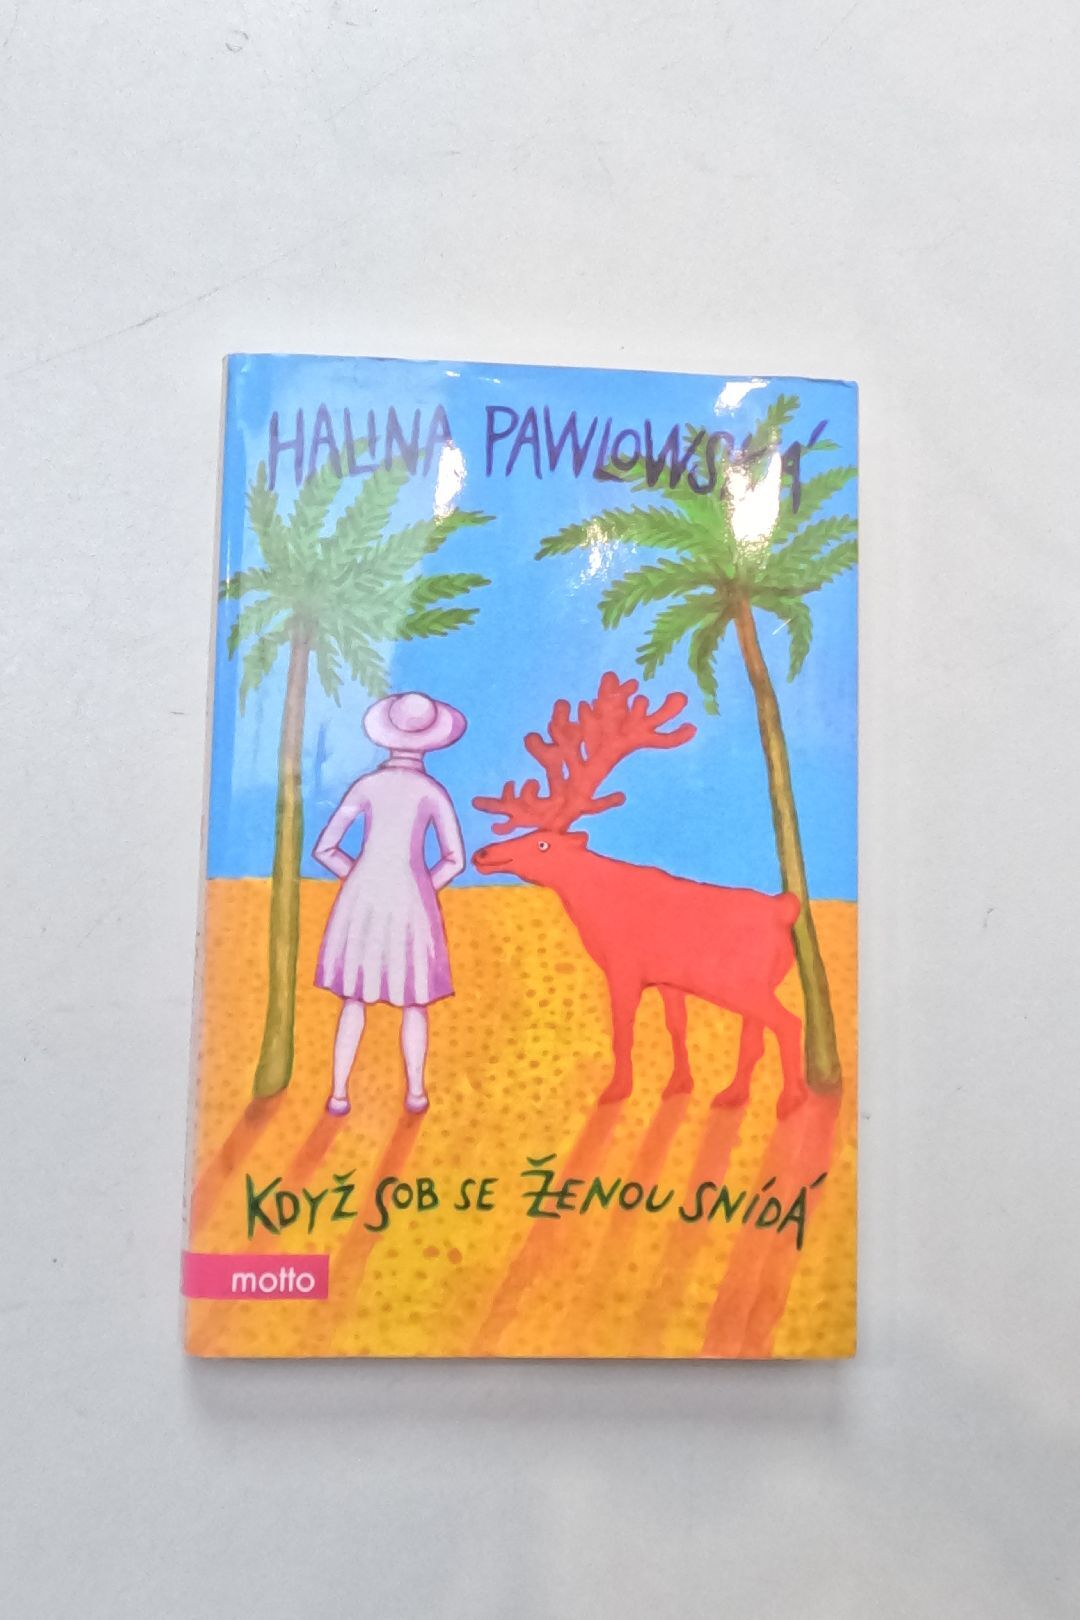 HALINA PAWLOWSKÁ
KDYŽ SOB SE ŽENOU SNÍDÁ
motto